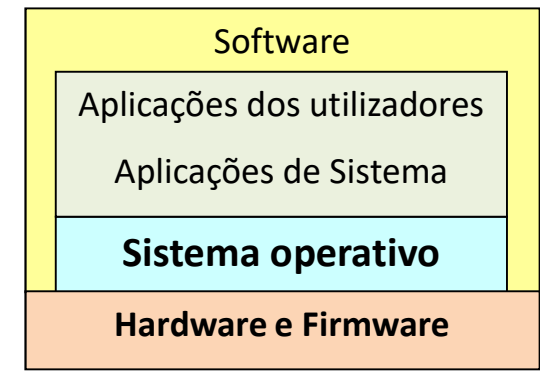 Software
Aplicações dos utilizadores
Aplicações de Sistema
Sistema operativo
Hardware e Firmware